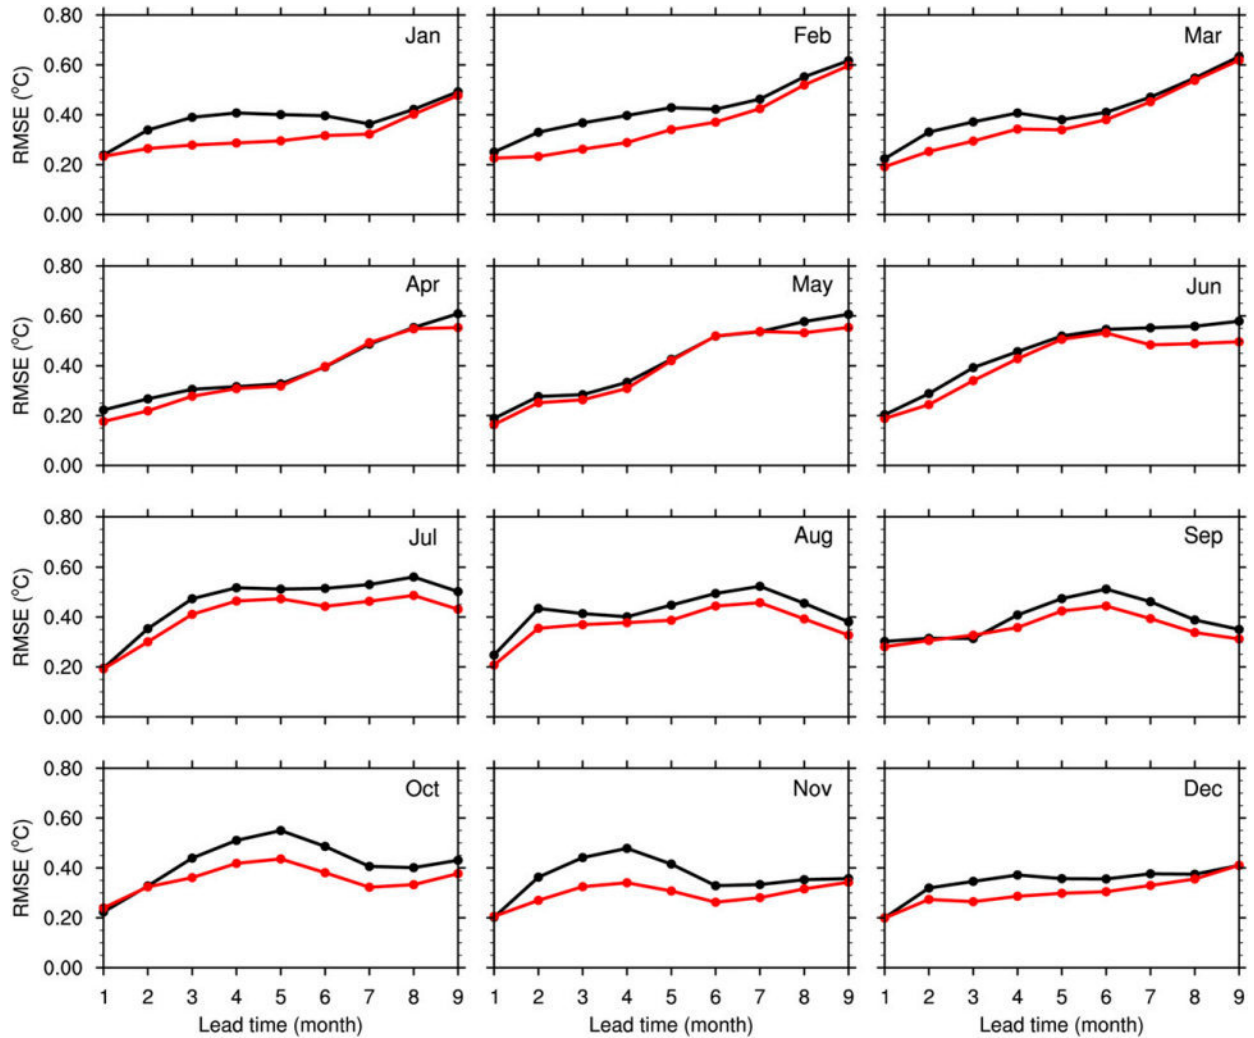 0.80
Jan
Feb
Mar
0.60
RMSE (°C)
0.40
0.20
0.00
0.80
Apr
May
Jun
0.60
RMSE (°C)
0.40
0.20
0.00
0.80
Jul
Aug
Sep
0.60
RMSE (°C)
0.40
0.20
0.00
0.80
Oct
Nov
Dec
0.60
RMSE (°C)
0.40
0.20
0.00
1 2 3 4 5 6 7 8 9
1 2 3 4 5 6 7 8 9
1 2 3 4 5 6 7 8 9
Lead time (month)
Lead time (month)
Lead time (month)